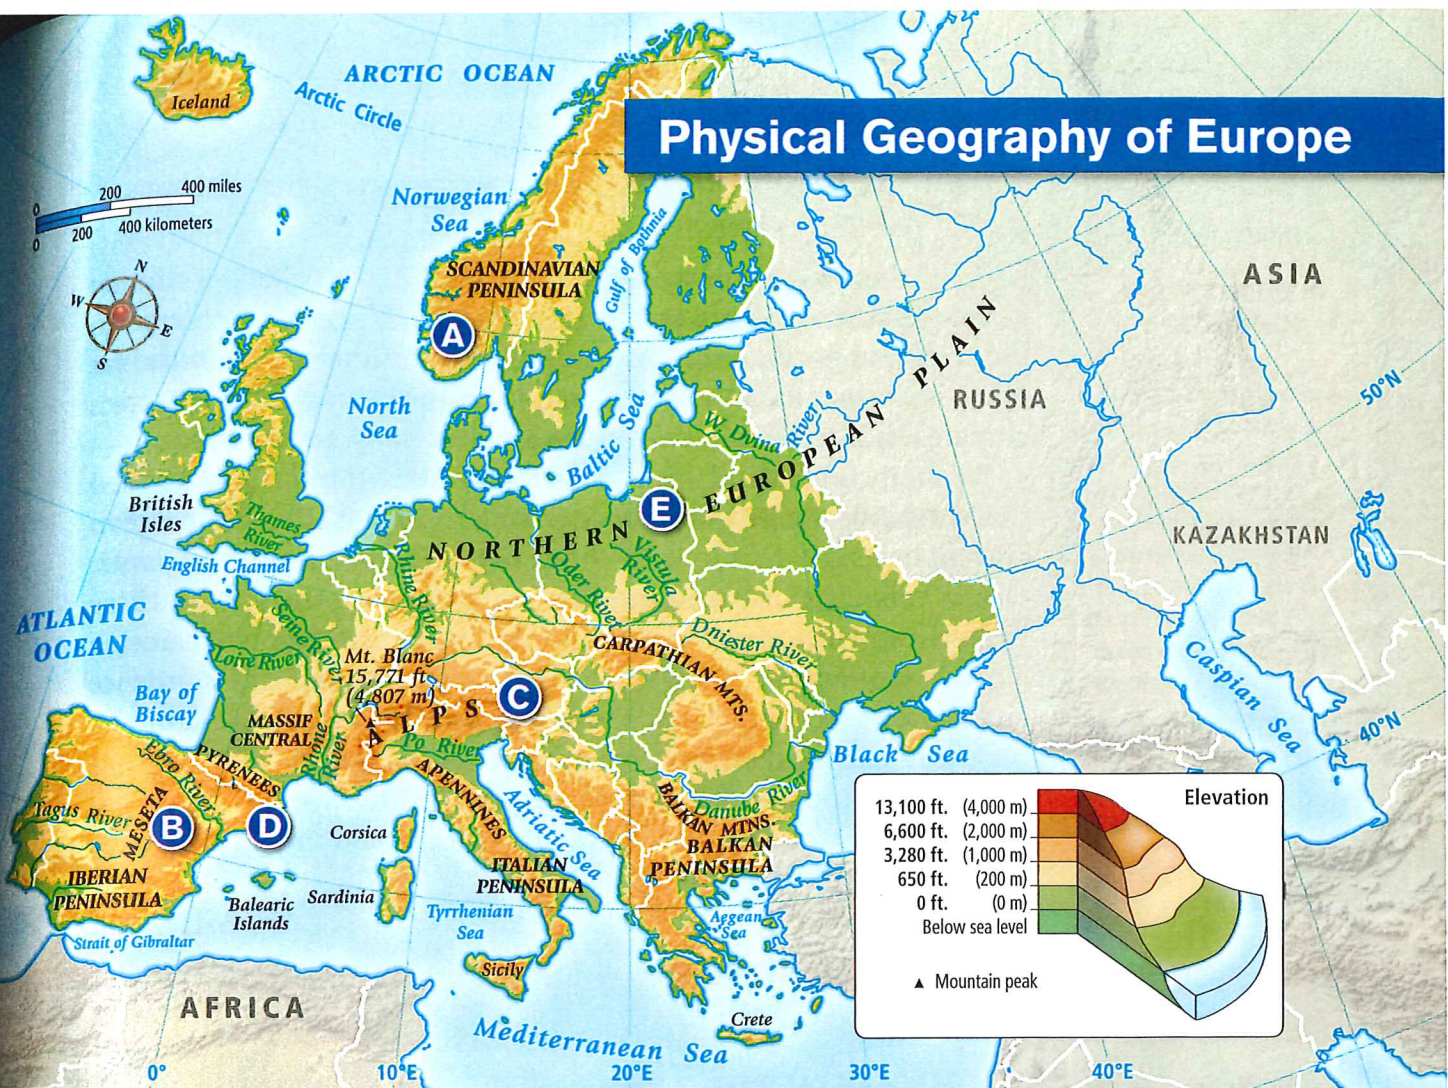 Physical Geography of Europe
ARCTIC OCEAN
Arctic Circle
Iceland
200
400 miles
0
0
200
400 kilometers
N
W
E
S
Norwegian
Sea
SCANDINAVIAN
PENINSULA
Gulf of Bothnia
A
ASIA
PLAIN
RUSSIA
50°N
North
Sea
Baltic Sea
W. Dvina River
EUROPEAN
British
Isles
Thames
River
English Channel
NORTHERN
E
KAZAKHSTAN
Rhine River
Oder River
Vistula
River
ATLANTIC
OCEAN
Seine River
Loire River
Mt. Blanc
15,771 ft
(4,807 m)
CARPATHIAN MTS.
Dniester River
Caspian Sea
Bay of
Biscay
MASSIF
CENTRAL
Rhone
River
ALPS
C
Po River
40°N
Black Sea
Ebro River
PYRENEES
APENNINES
Adriatic Sea
Danube River
BALKAN MTNS.
BALKAN
PENINSULA
Tagus River
MESETA
B
D
Corsica
IBERIAN
PENINSULA
Balearic
Islands
Sardinia
ITALIAN
PENINSULA
Tyrrhenian
Sea
Aegean
Sea
Strait of Gibraltar
Sicily
AFRICA
Crete
Mediterranean Sea
Elevation
13,100 ft. (4,000 m)
6,600 ft. (2,000 m)
3,280 ft. (1,000 m)
650 ft. (200 m)
0 ft. (0 m)
Below sea level
▲ Mountain peak
0°
10°E
20°E
30°E
40°E